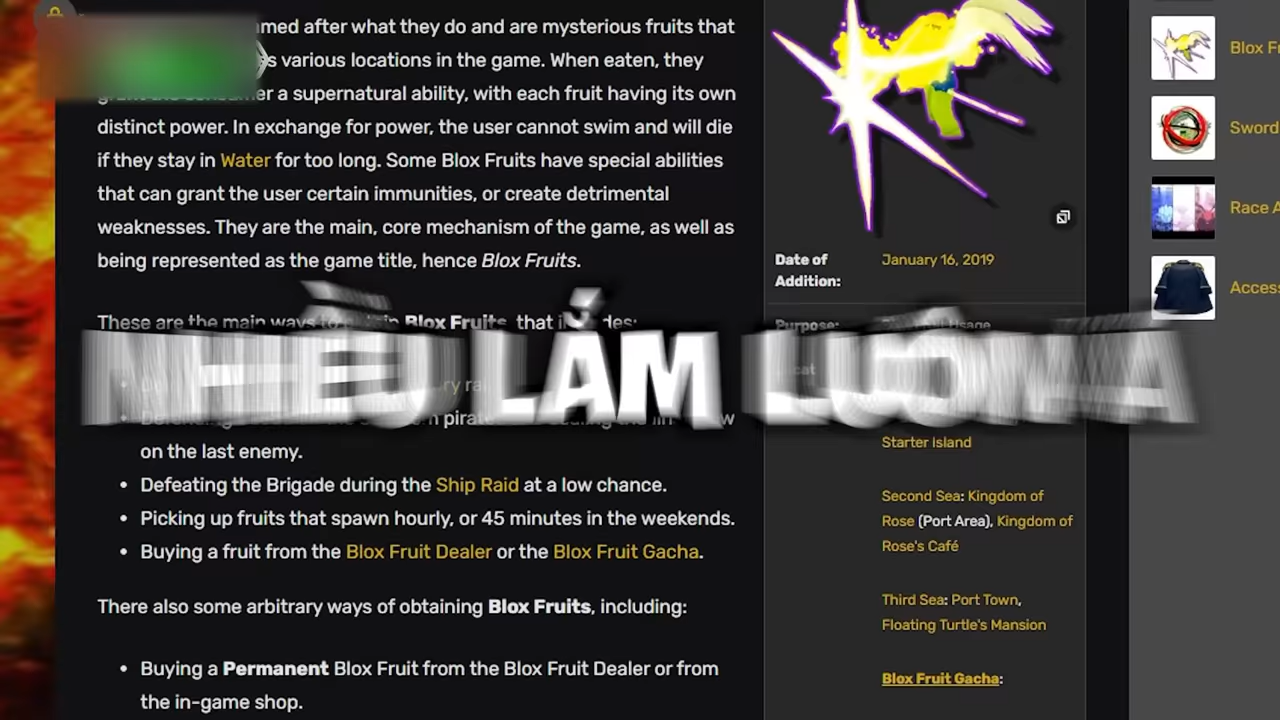 amed after what they do and are mysterious fruits that
s various locations in the game. When eaten, they
er a supernatural ability, with each fruit having its own
distinct power. In exchange for power, the user cannot swim and will die
if they stay in Water for too long. Some Blox Fruits have special abilities
that can grant the user certain immunities, or create detrimental
weaknesses. They are the main, core mechanism of the game, as well as
being represented as the game title, hence Blox Fruits.
These are the main ways to Blox Fruits, that
NHIỀU LẮM LUÔN Á
on the last enemy.
Defeating the Brigade during the Ship Raid at a low chance.
Picking up fruits that spawn hourly, or 45 minutes in the weekends.
Buying a fruit from the Blox Fruit Dealer or the Blox Fruit Gacha.
There also some arbitrary ways of obtaining Blox Fruits, including:
Buying a Permanent Blox Fruit from the Blox Fruit Dealer or from
the in-game shop.
Date of
Addition:
January 16, 2019
Purpose:
Usage
Starter Island
Second Sea: Kingdom of
Rose (Port Area), Kingdom of
Rose's Café
Third Sea: Port Town,
Floating Turtle's Mansion
Blox Fruit Gacha:
Blox Fr
Sword
Race A
Access